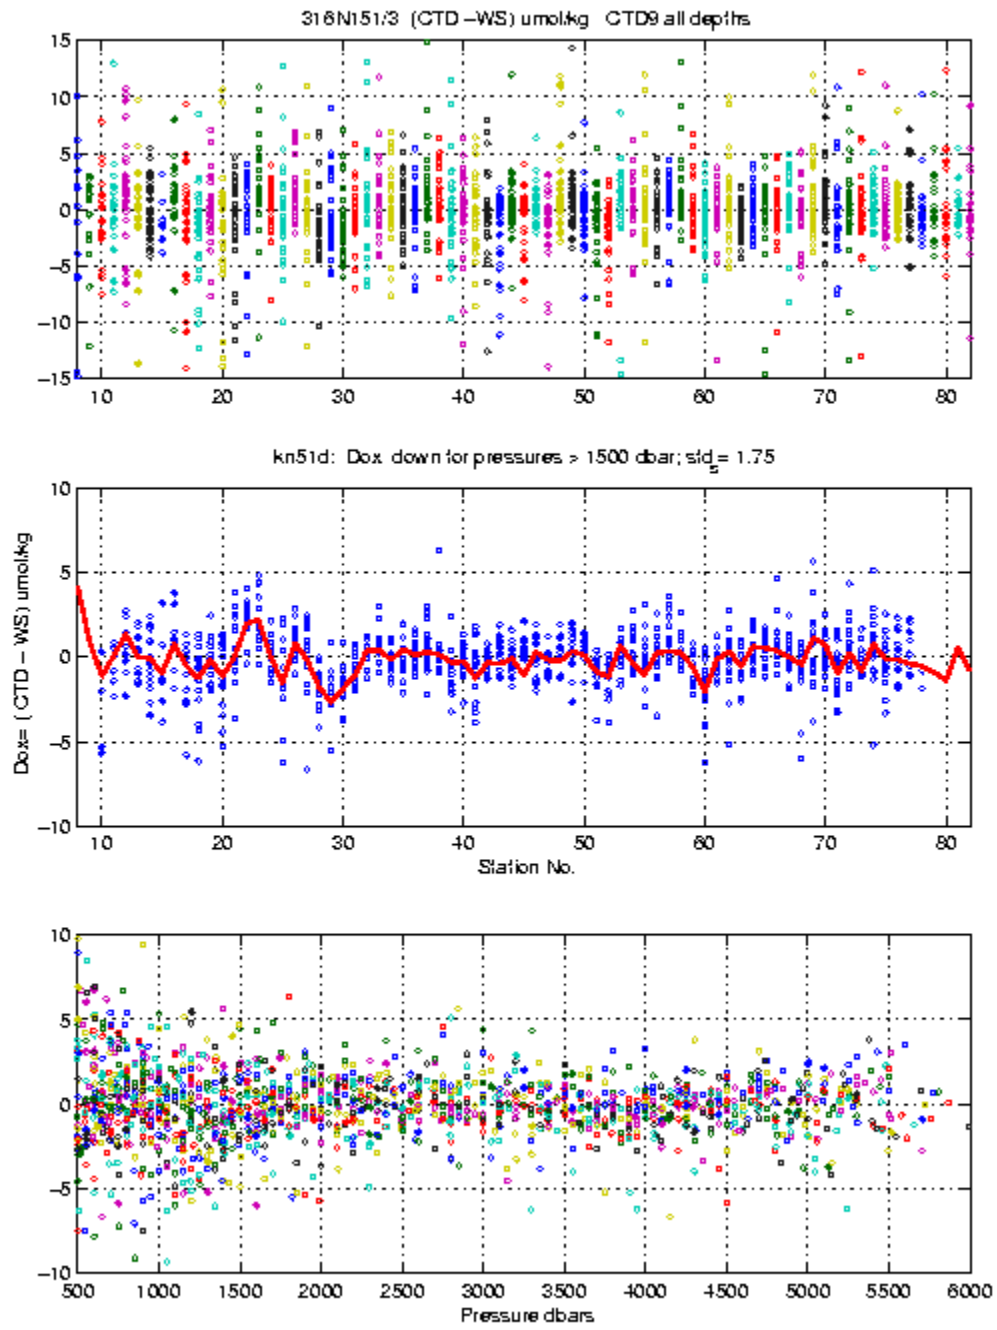 316N151/3 (CTD –WS) umol/kg CTD9 all depths
15
10
5
0
−5
−10
−15
10 20 30 40 50 60 70 80
kn51d: Dox down for pressures > 1500 dbar; std_s= 1.75
10
5
0
−5
−10
Dox= ( CTD – WS) umol/kg
10 20 30 40 50 60 70 80
Station No.
10
5
0
−5
−10
500 1000 1500 2000 2500 3000 3500 4000 4500 5000 5500 6000
Pressure dbars